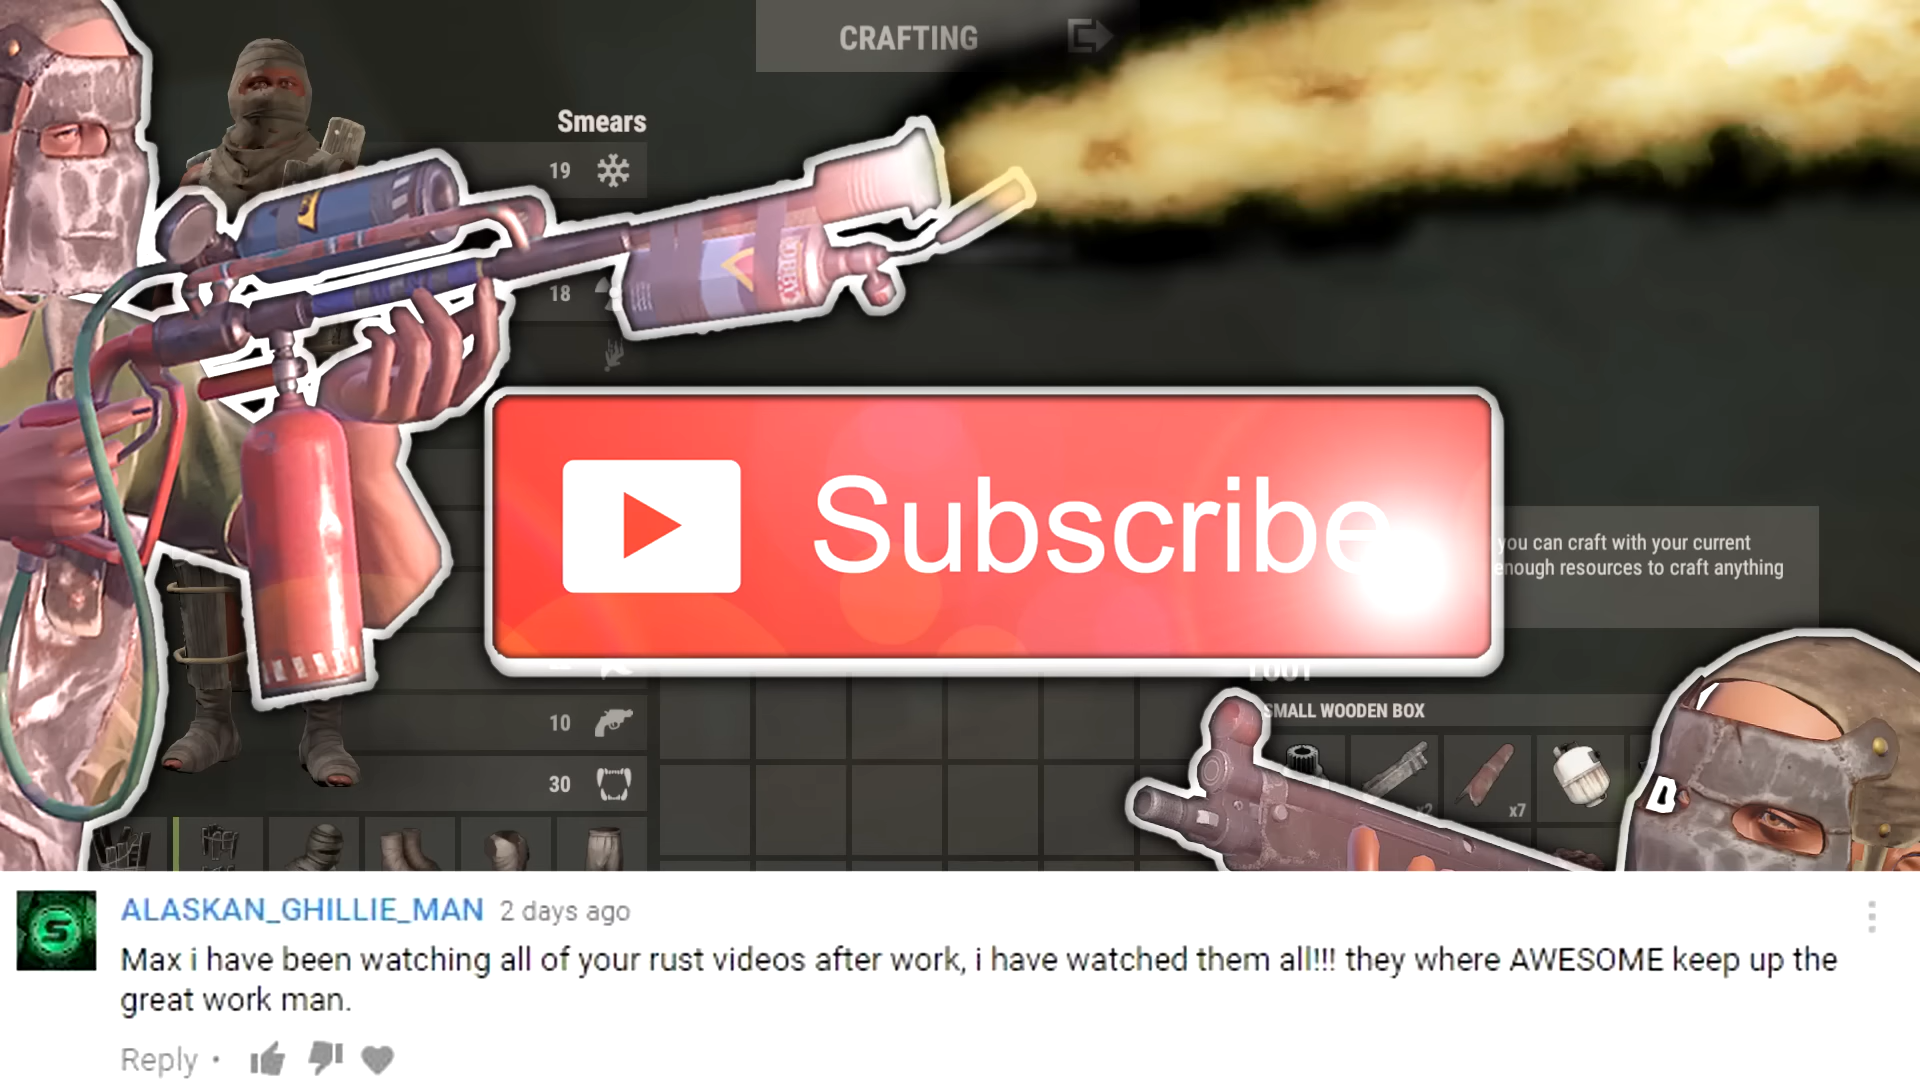 CRAFTING
Smears
19
18
Subscribe
you can craft with your current
enough resources to craft anything
LOOT
SMALL WOODEN BOX
10
x2
x7
30
ALASKAN_GHILLIE_MAN 2 days ago
Max i have been watching all of your rust videos after work, i have watched them all!!! they where AWESOME keep up the
great work man.
Reply •